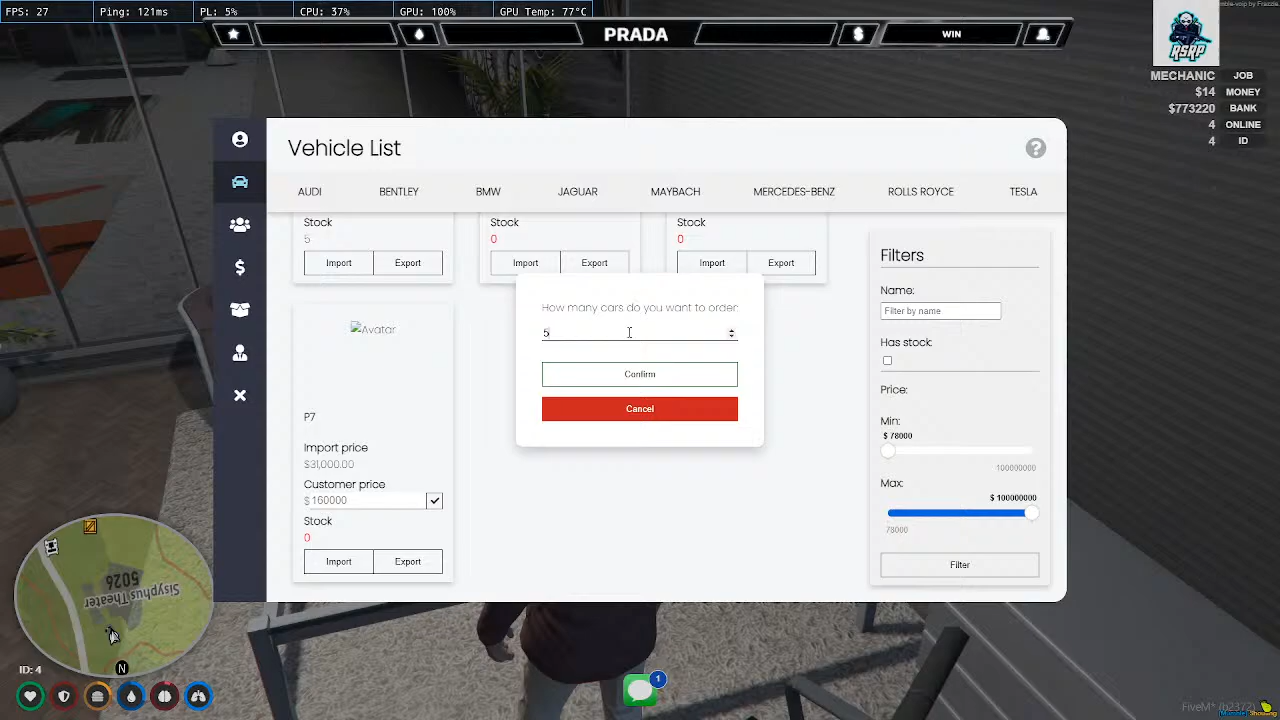 FPS: 27 Ping: 121ms PL: 5% CPU: 37% GPU: 100% GPU Temp: 77°C
PRADA
WIN
RSRP
MECHANIC JOB
$14 MONEY
$773220 BANK
4 ONLINE
4 ID
Vehicle List
?
AUDI BENTLEY BMW JAGUAR MAYBACH MERCEDES-BENZ ROLLS ROYCE TESLA
Stock Stock Stock
5 0 0
Import Export Import Export Import Export
How many cars do you want to order:
5
Confirm
Cancel
Avatar
P7
Import price
$31,000.00
Customer price
$ 160000
Stock
0
Import Export
Filters
Name:
Filter by name
Has stock:
Price:
Min:
$ 78000
100000000
Max:
$ 100000000
78000
Filter
5026
Sisyphus Theater
N
ID: 4
1
FiveM* (b2372)